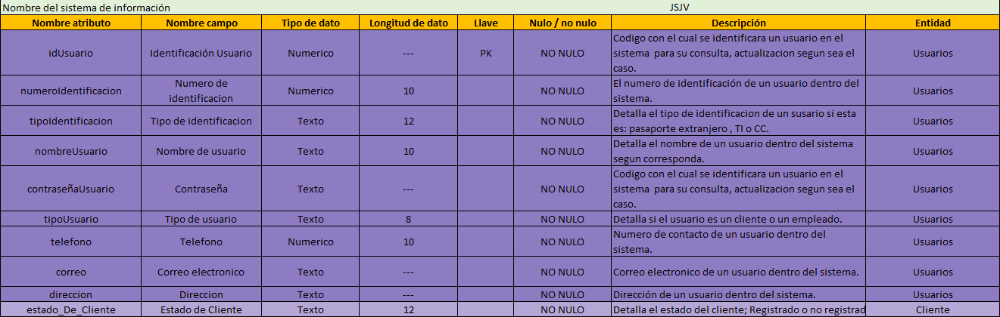 Nombre del sistema de información JSJV
Nombre atributo Nombre campo Tipo de dato Longitud de dato Llave Nulo / no nulo Descripción Entidad
idUsuario Identificación Usuario Numerico --- PK NO NULO Codigo con el cual se identificara un usuario en el
sistema para su consulta, actualizacion segun sea el
caso. Usuarios
numeroIdentificacion Numero de
identificacion Numerico 10 NO NULO El numero de identificación de un usuario dentro del
sistema. Usuarios
tipoIdentificacion Tipo de identificacion Texto 12 NO NULO Detalla el tipo de identificacion de un susario si esta
es: pasaporte extranjero , TI o CC. Usuarios
nombreUsuario Nombre de usuario Texto 10 NO NULO Detalla el nombre de un usuario dentro del sistema
segun corresponda. Usuarios
contraseñaUsuario Contraseña Texto --- NO NULO Codigo con el cual se identificara un usuario en el
sistema para su consulta, actualizacion segun sea el
caso. Usuarios
tipoUsuario Tipo de usuario Texto 8 NO NULO Detalla si el usuario es un cliente o un empleado. Usuarios
telefono Telefono Numerico 10 NO NULO Numero de contacto de un usuario dentro del
sistema. Usuarios
correo Correo electronico Texto --- NO NULO Correo electronico de un usuario dentro del sistema. Usuarios
direccion Direccion Texto --- NO NULO Dirección de un usuario dentro del sistema. Usuarios
estado_De_Cliente Estado de Cliente Texto 12 NO NULO Detalla el estado del cliente; Registrado o no registrad Cliente